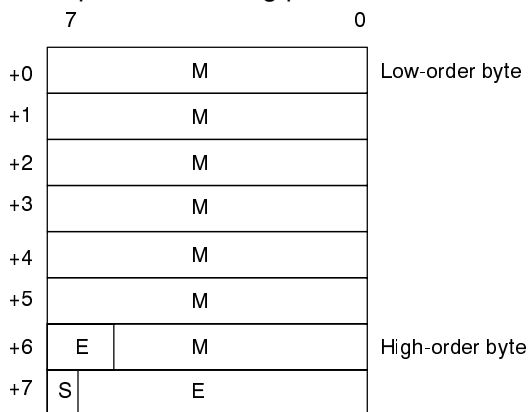 7 0
+0 M Low-order byte
+1 M
+2 M
+3 M
+4 M
+5 M
+6 E M High-order byte
+7 S E